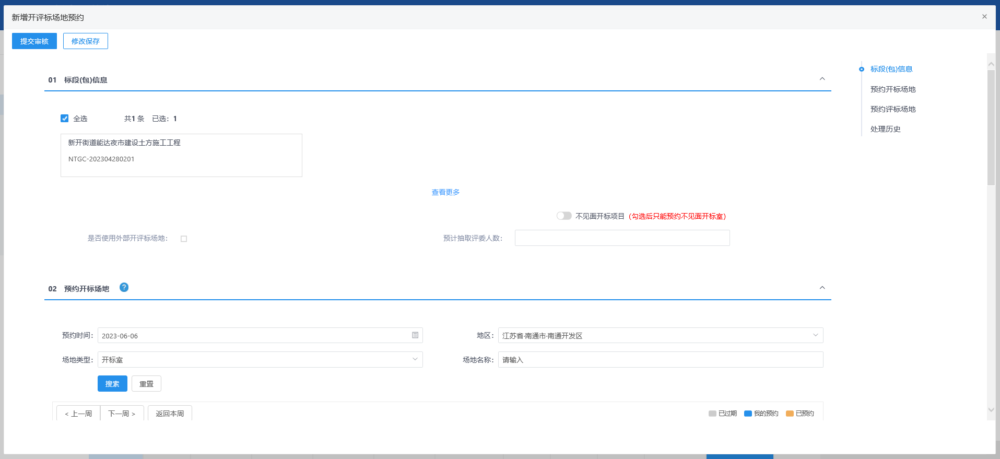 新增开评标场地预约
提交审核 修改保存
01 标段(包)信息
标段(包)信息
预约开标场地
预约评标场地
处理历史
全选 共1 条 已选：1
新开街道能达夜市建设土方施工工程
NTGC-202304280201
查看更多
不见面开标项目（勾选后只能预约不见面开标室）
是否使用外部开评标场地： 预计抽取评委人数：
02 预约开标场地 ?
预约时间： 2023-06-06 地区： 江苏省·南通市·南通开发区
场地类型： 开标室 场地名称： 请输入
搜索 重置
< 上一周 下一周 > 返回本周 已过期 我的预约 已预约